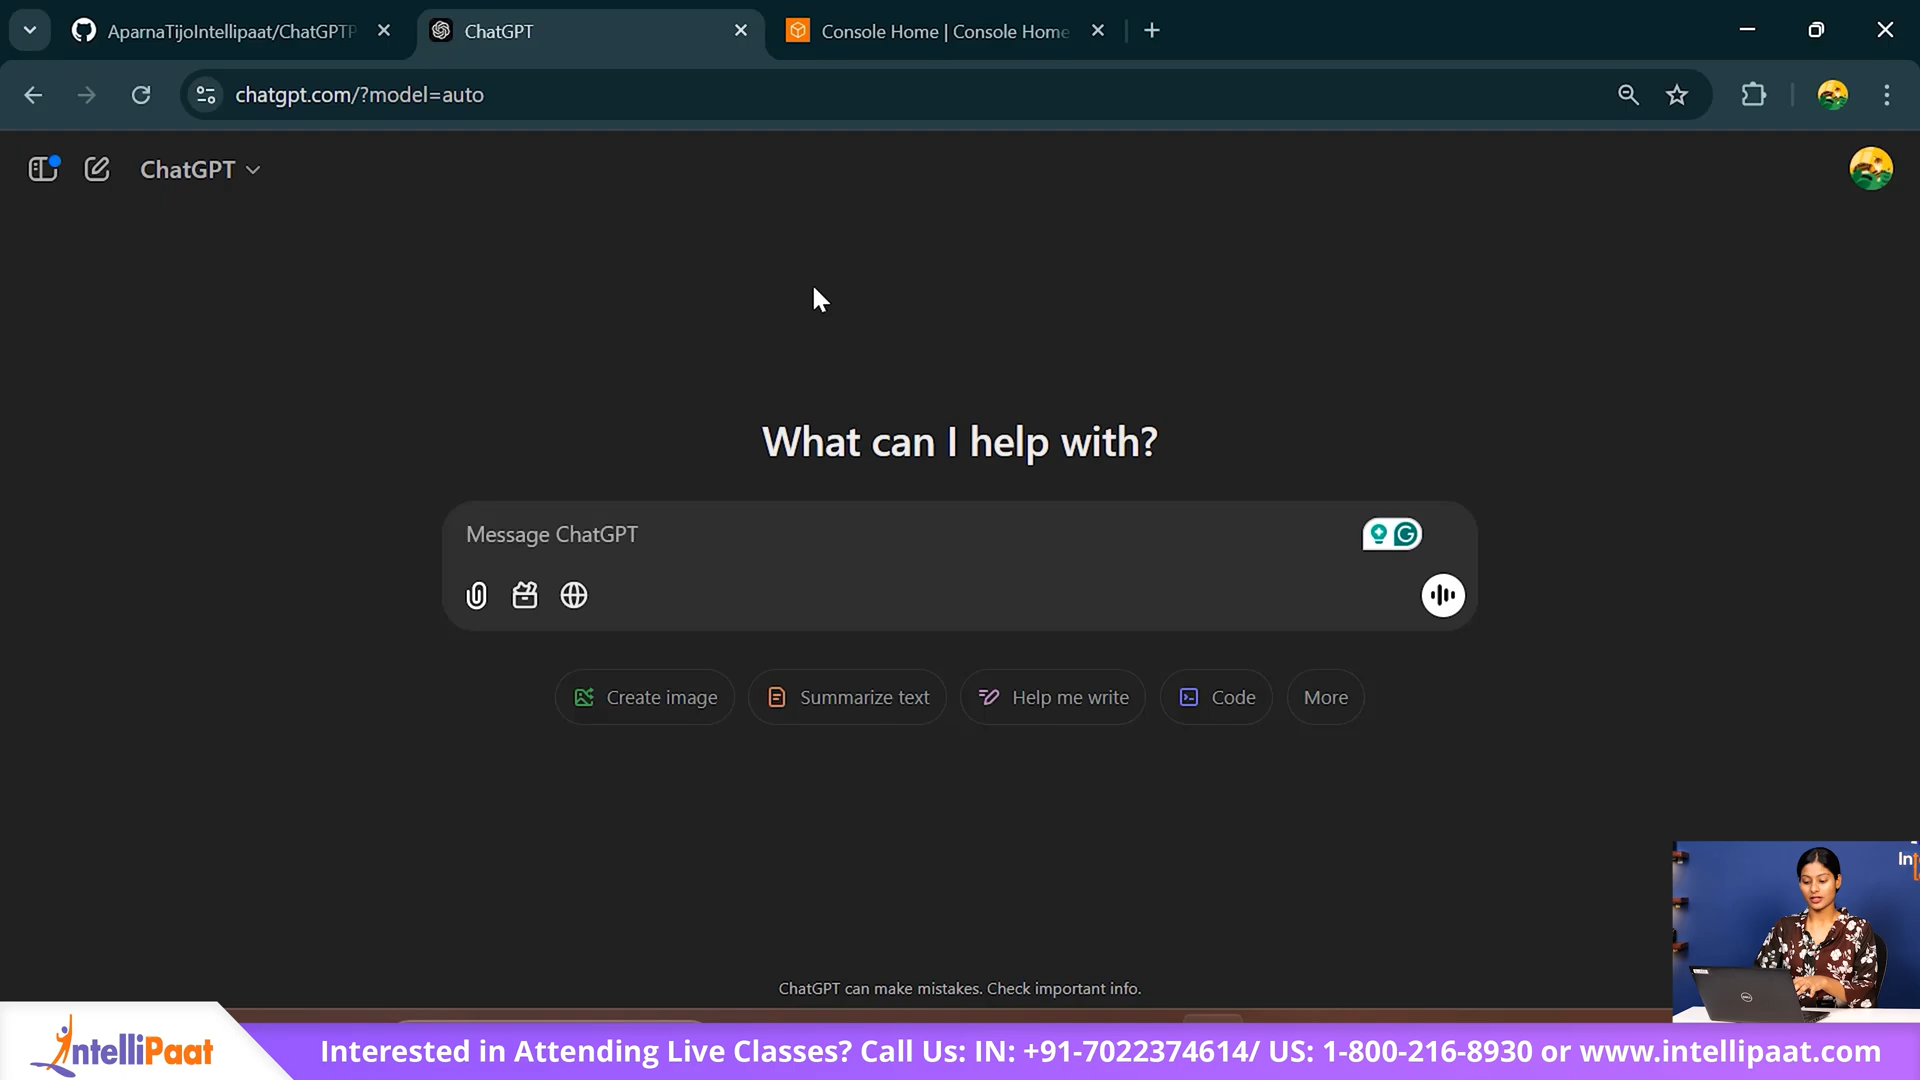 AparnaTijoIntellipaat/ChatGPTP
ChatGPT
Console Home | Console Home
chatgpt.com/?model=auto
ChatGPT
What can I help with?
Message ChatGPT
Create image
Summarize text
Help me write
Code
More
ChatGPT can make mistakes. Check important info.
In
IntelliPaat
Interested in Attending Live Classes? Call Us: IN: +91-7022374614/ US: 1-800-216-8930 or www.intellipaat.com